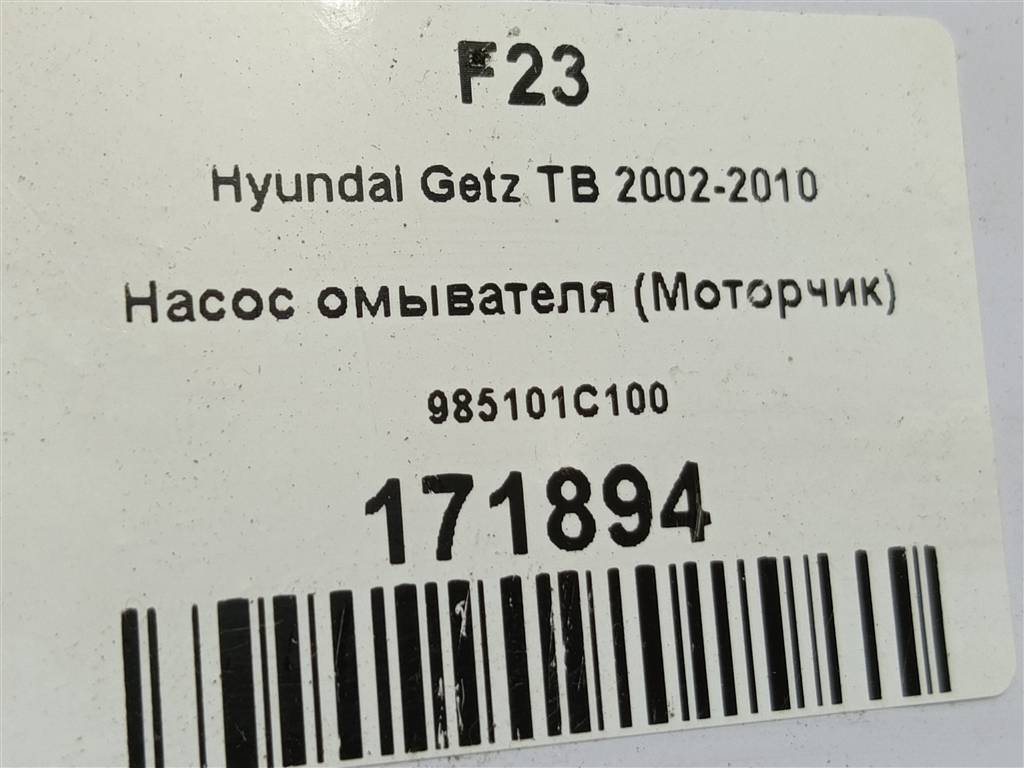 F23
Hyundai Getz TB 2002-2010
Насос омывателя (Моторчик)
985101C100
171894